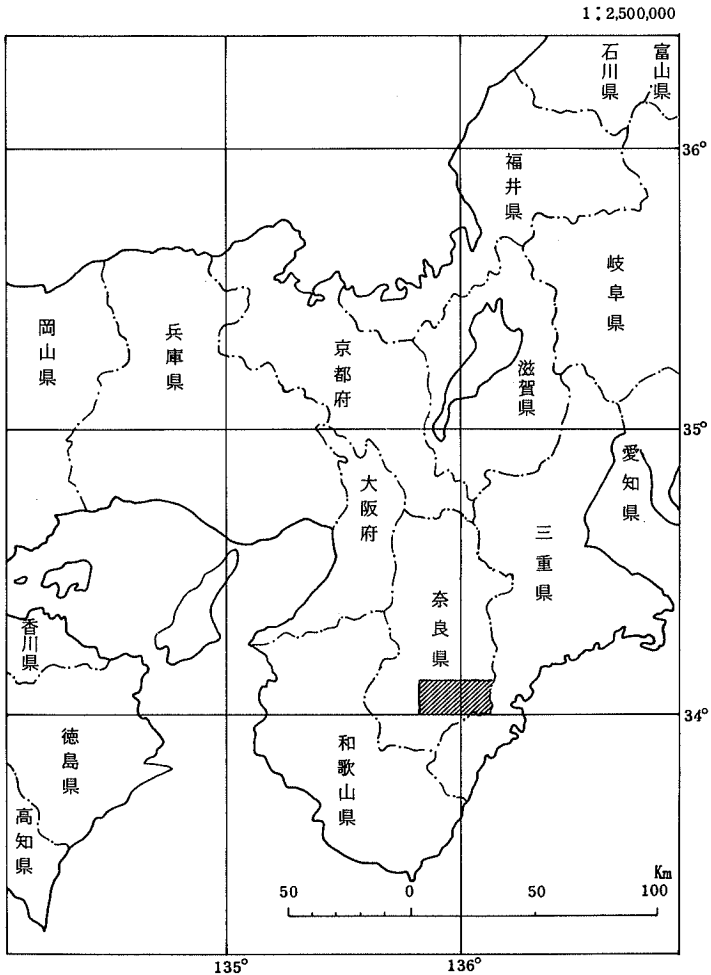 1:2,500,000
石川県
富山県
36°
福井県
岐阜県
岡山県
兵庫県
京都府
滋賀県
35°
愛知県
大阪府
三重県
奈良県
香川県
34°
徳島県
和歌山県
高知県
Km
50 0 50 100
135° 136°